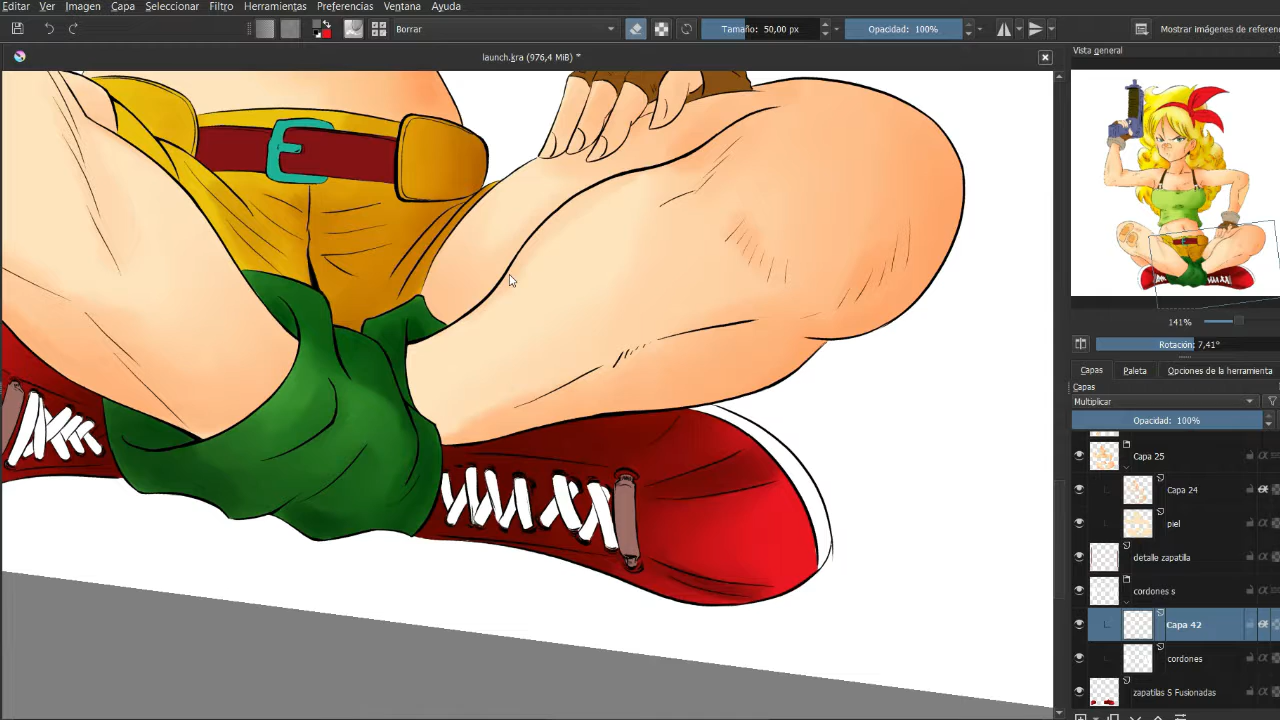 Editar Ver Imagen Capa Seleccionar Filtro Herramientas Preferencias Ventana Ayuda
Borrar Tamaño: 50,00 px Opacidad: 100% Mostrar Imágenes de referen
launch.kra (976,4 MiB) *
Vista general
141%
Rotación: 7,41°
Capas Paleta Opciones de la herramienta
Capas
Multiplicar
Opacidad: 100%
Capa 25
Capa 24
piel
detalle zapatilla
cordones s
Capa 42
cordones
zapatilas S Fusionadas